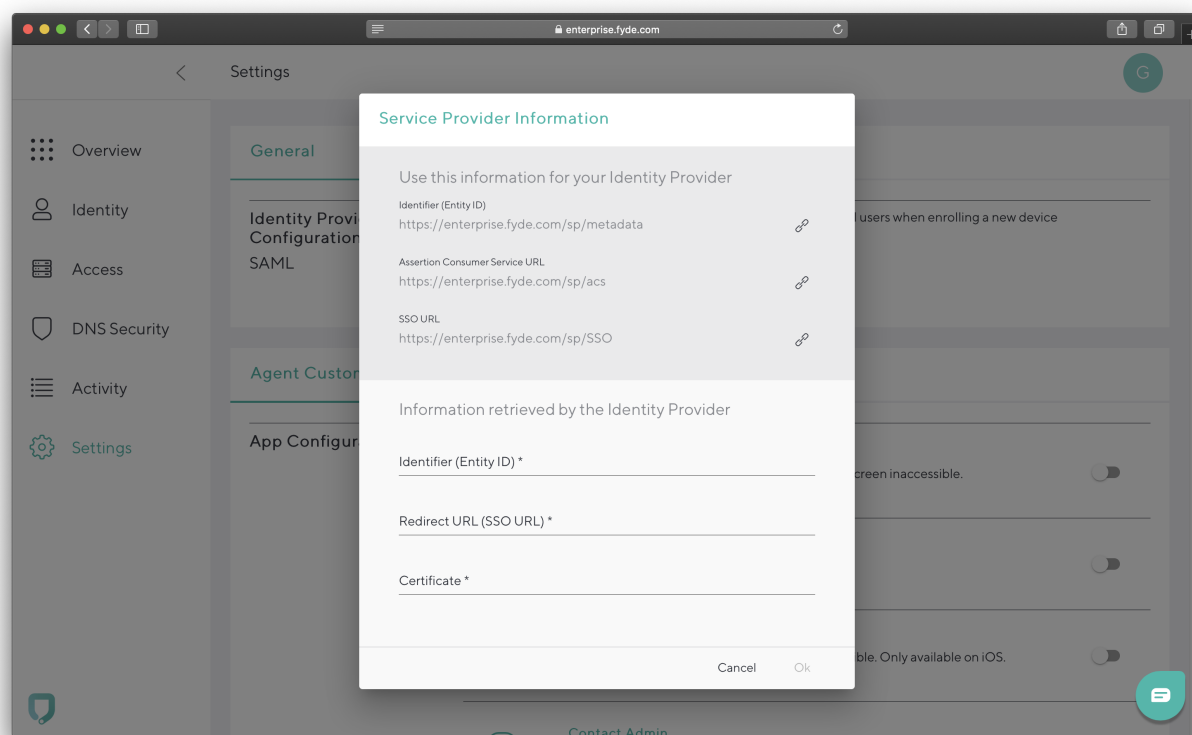 enterprise.fyde.com
Settings
G
Overview
Identity
Access
DNS Security
Activity
Settings
General
Identity Provi
Configuration
SAML
l users when enrolling a new device
Agent Custor
App Configur
creen inaccessible.
ble. Only available on iOS.
Contact Admin
Service Provider Information
Use this information for your Identity Provider
Identifier (Entity ID)
https://enterprise.fyde.com/sp/metadata
Assertion Consumer Service URL
https://enterprise.fyde.com/sp/acs
SSO URL
https://enterprise.fyde.com/sp/SSO
Information retrieved by the Identity Provider
Identifier (Entity ID) *
Redirect URL (SSO URL) *
Certificate *
Cancel
Ok